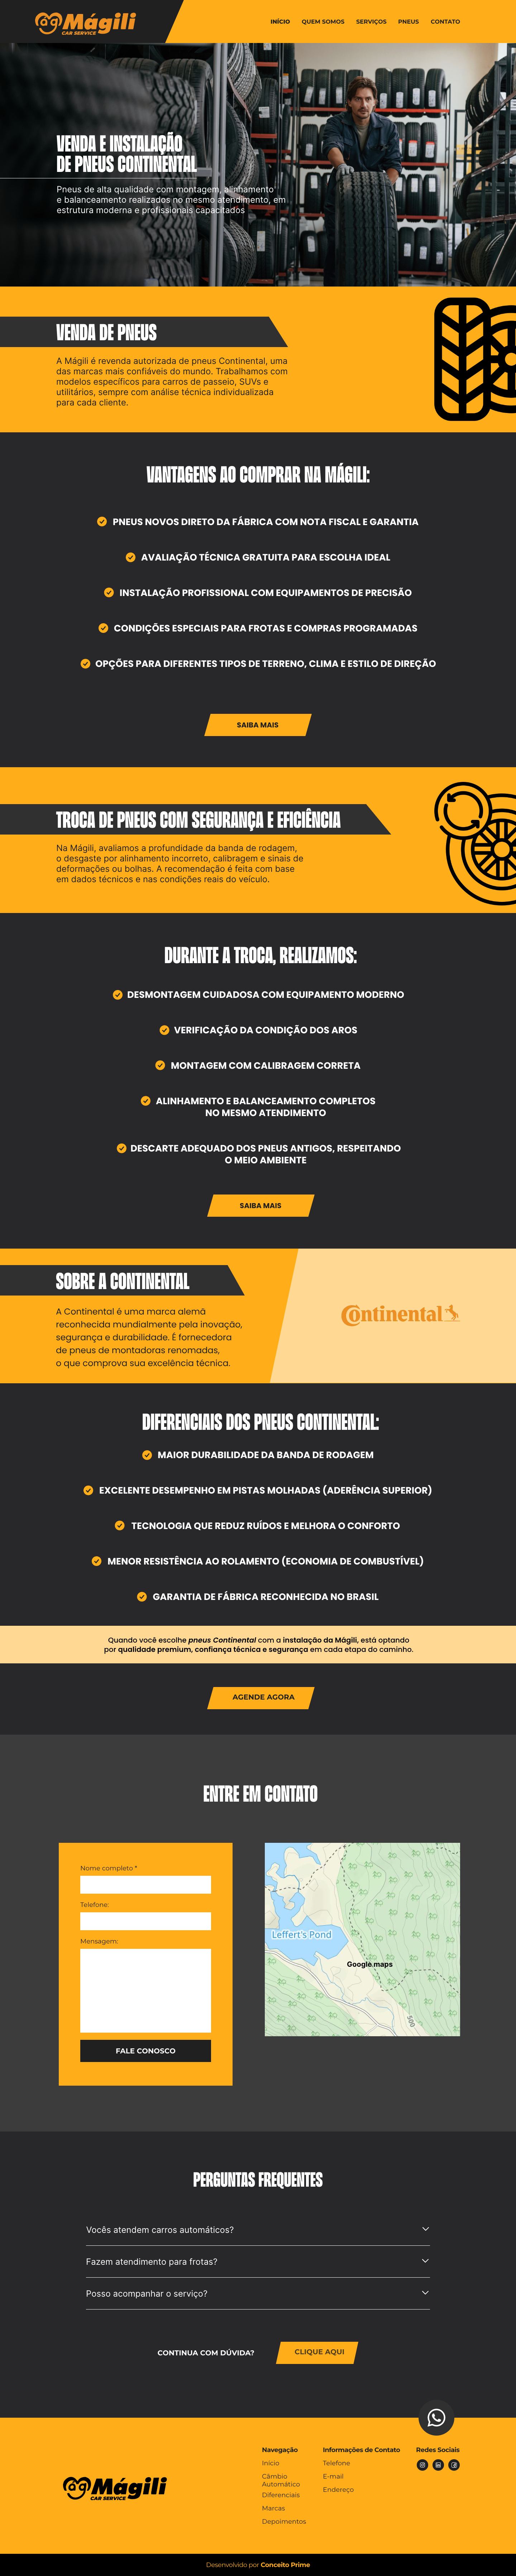 Mágili
CAR SERVICE
INÍCIO
QUEM SOMOS
SERVIÇOS
PNEUS
CONTATO
VENDA E INSTALAÇÃO
DE PNEUS CONTINENTAL
Pneus de alta qualidade com montagem, alinhamento
e balanceamento realizados no mesmo atendimento, em
estrutura moderna e profissionais capacitados
VENDA DE PNEUS
A Mágili é revenda autorizada de pneus Continental, uma
das marcas mais confiáveis do mundo. Trabalhamos com
modelos específicos para carros de passeio, SUVs e
utilitários, sempre com análise técnica individualizada
para cada cliente.
VANTAGENS AO COMPRAR NA MÁGILI:
PNEUS NOVOS DIRETO DA FÁBRICA COM NOTA FISCAL E GARANTIA
AVALIAÇÃO TÉCNICA GRATUITA PARA ESCOLHA IDEAL
INSTALAÇÃO PROFISSIONAL COM EQUIPAMENTOS DE PRECISÃO
CONDIÇÕES ESPECIAIS PARA FROTAS E COMPRAS PROGRAMADAS
OPÇÕES PARA DIFERENTES TIPOS DE TERRENO, CLIMA E ESTILO DE DIREÇÃO
SAIBA MAIS
TROCA DE PNEUS COM SEGURANÇA E EFICIÊNCIA
Na Mágili, avaliamos a profundidade da banda de rodagem,
o desgaste por alinhamento incorreto, calibragem e sinais de
deformações ou bolhas. A recomendação é feita com base
em dados técnicos e nas condições reais do veículo.
DURANTE A TROCA, REALIZAMOS:
DESMONTAGEM CUIDADOSA COM EQUIPAMENTO MODERNO
VERIFICAÇÃO DA CONDIÇÃO DOS AROS
MONTAGEM COM CALIBRAGEM CORRETA
ALINHAMENTO E BALANCEAMENTO COMPLETOS
NO MESMO ATENDIMENTO
DESCARTE ADEQUADO DOS PNEUS ANTIGOS, RESPEITANDO
O MEIO AMBIENTE
SAIBA MAIS
SOBRE A CONTINENTAL
A Continental é uma marca alemã
reconhecida mundialmente pela inovação,
segurança e durabilidade. É fornecedora
de pneus de montadoras renomadas,
o que comprova sua excelência técnica.
Continental
DIFERENCIAIS DOS PNEUS CONTINENTAL:
MAIOR DURABILIDADE DA BANDA DE RODAGEM
EXCELENTE DESEMPENHO EM PISTAS MOLHADAS (ADERÊNCIA SUPERIOR)
TECNOLOGIA QUE REDUZ RUÍDOS E MELHORA O CONFORTO
MENOR RESISTÊNCIA AO ROLAMENTO (ECONOMIA DE COMBUSTÍVEL)
GARANTIA DE FÁBRICA RECONHECIDA NO BRASIL
Quando você escolhe pneus Continental com a instalação da Mágili, está optando
por qualidade premium, confiança técnica e segurança em cada etapa do caminho.
AGENDE AGORA
ENTRE EM CONTATO
Nome completo *
Telefone:
Mensagem:
FALE CONOSCO
Leffert's Pond
Google maps
500
PERGUNTAS FREQUENTES
Vocês atendem carros automáticos?
Fazem atendimento para frotas?
Posso acompanhar o serviço?
CONTINUA COM DÚVIDA?
CLIQUE AQUI
Mágili
CAR SERVICE
Navegação
Início
Câmbio
Automático
Diferenciais
Marcas
Depoimentos
Informações de Contato
Telefone
E-mail
Endereço
Redes Sociais
Desenvolvido por Conceito Prime